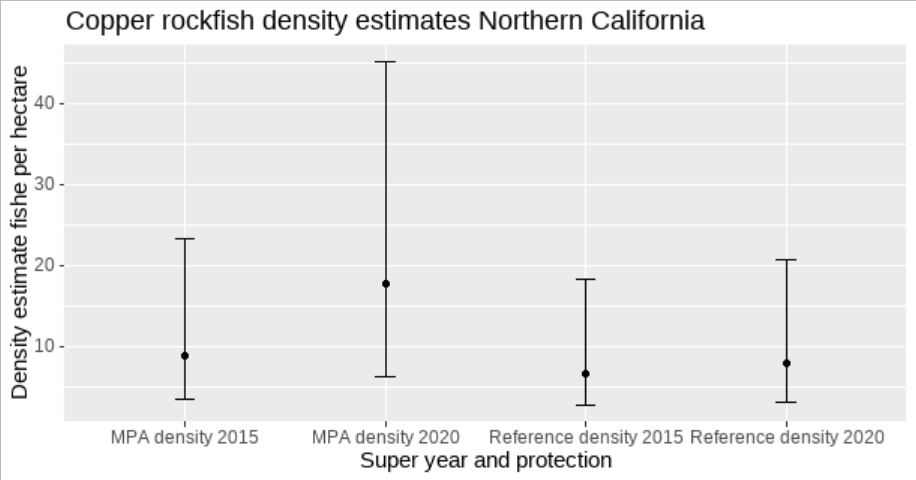 Copper rockfish density estimates Northern California
Density estimate fishe per hectare
40
30
20
10
MPA density 2015
MPA density 2020
Reference density 2015
Reference density 2020
Super year and protection